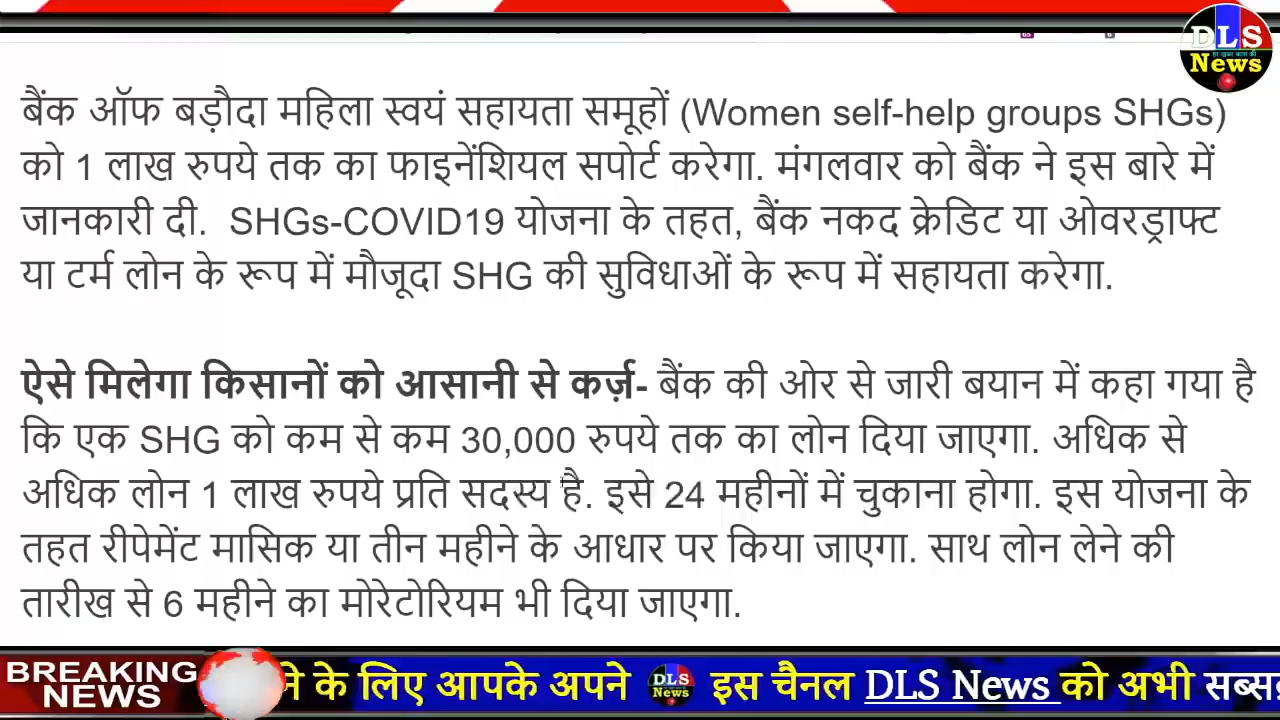 DLS
News
बैंक ऑफ बड़ौदा महिला स्वयं सहायता समूहों (Women self-help groups SHGs)
को 1 लाख रुपये तक का फाइनेंशियल सपोर्ट करेगा. मंगलवार को बैंक ने इस बारे में
जानकारी दी. SHGs-COVID19 योजना के तहत, बैंक नकद क्रेडिट या ओवरड्राफ्ट
या टर्म लोन के रूप में मौजूदा SHG की सुविधाओं के रूप में सहायता करेगा.
ऐसे मिलेगा किसानों को आसानी से कर्ज़- बैंक की ओर से जारी बयान में कहा गया है
कि एक SHG को कम से कम 30,000 रुपये तक का लोन दिया जाएगा. अधिक से
अधिक लोन 1 लाख रुपये प्रति सदस्य है. इसे 24 महीनों में चुकाना होगा. इस योजना के
तहत रीपेमेंट मासिक या तीन महीने के आधार पर किया जाएगा. साथ लोन लेने की
तारीख से 6 महीने का मोरेटोरियम भी दिया जाएगा.
BREAKING
NEWS
ने के लिए आपके अपने DLS News इस चैनल DLS News को अभी